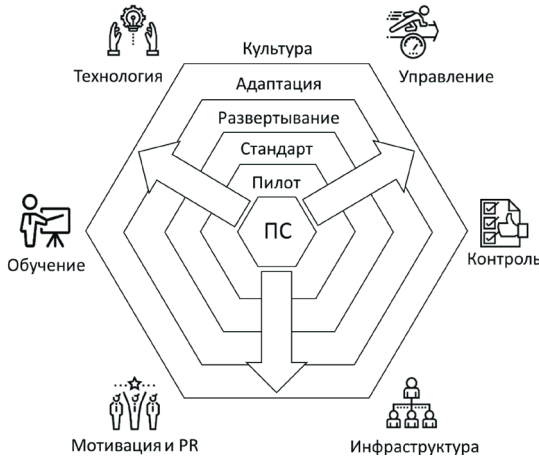 Культура
Технология
Управление
Адаптация
Развертывание
Стандарт
Пилот
ПС
Обучение
Контроль
Мотивация и PR
Инфраструктура